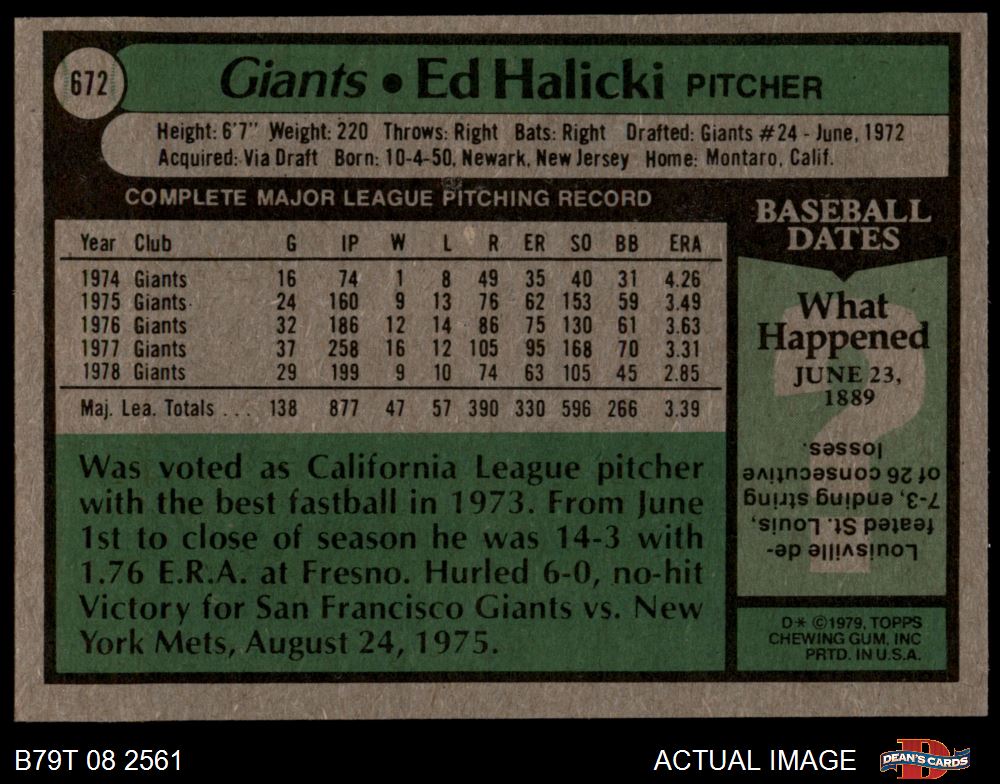 672
Giants • Ed Halicki PITCHER
Height: 6'7" Weight: 220 Throws: Right Bats: Right Drafted: Giants #24 - June, 1972
Acquired: Via Draft Born: 10-4-50, Newark, New Jersey Home: Montaro, Calif.
COMPLETE MAJOR LEAGUE PITCHING RECORD
Year Club G IP W L R ER SO BB ERA
1974 Giants 16 74 1 8 49 35 40 31 4.26
1975 Giants 24 160 9 13 76 62 153 59 3.49
1976 Giants 32 186 12 14 86 75 130 61 3.63
1977 Giants 37 258 16 12 105 95 168 70 3.31
1978 Giants 29 199 9 10 74 63 105 45 2.85
Maj. Lea. Totals . . . 138 877 47 57 390 330 596 266 3.39
Was voted as California League pitcher
with the best fastball in 1973. From June
1st to close of season he was 14-3 with
1.76 E.R.A. at Fresno. Hurled 6-0, no-hit
Victory for San Francisco Giants vs. New
York Mets, August 24, 1975.
BASEBALL
DATES
What
Happened
JUNE 23,
1889
?
Louisville de-
feated St. Louis,
7-3, ending string
of 26 consecutive
losses.
D* ©1979, TOPPS
CHEWING GUM, INC
PRTD. IN U.S.A.
B79T 08 2561
ACTUAL IMAGE
D
DEAN'S CARDS